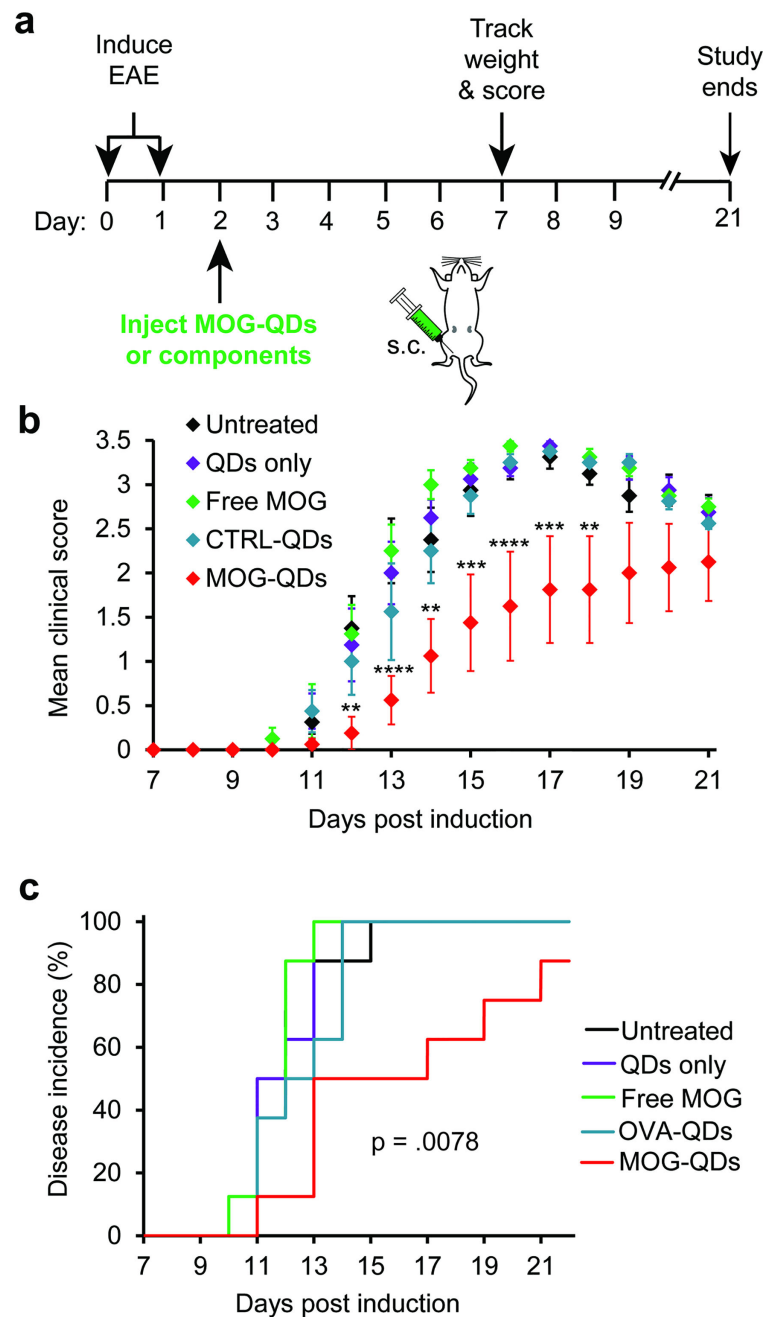 a
Induce
EAE
Track
weight
& score
Study
ends
Day: 0 1 2 3 4 5 6 7 8 9 21
Inject MOG-QDs
or components
s.c.
b
Untreated
QDs only
Free MOG
CTRL-QDs
MOG-QDs
Mean clinical score
3.5
3
2.5
2
1.5
1
0.5
0
** **** ** *** **** *** **
7 9 11 13 15 17 19 21
Days post induction
c
Disease incidence (%)
100
80
60
40
20
0
p = .0078
Untreated
QDs only
Free MOG
OVA-QDs
MOG-QDs
7 9 11 13 15 17 19 21
Days post induction